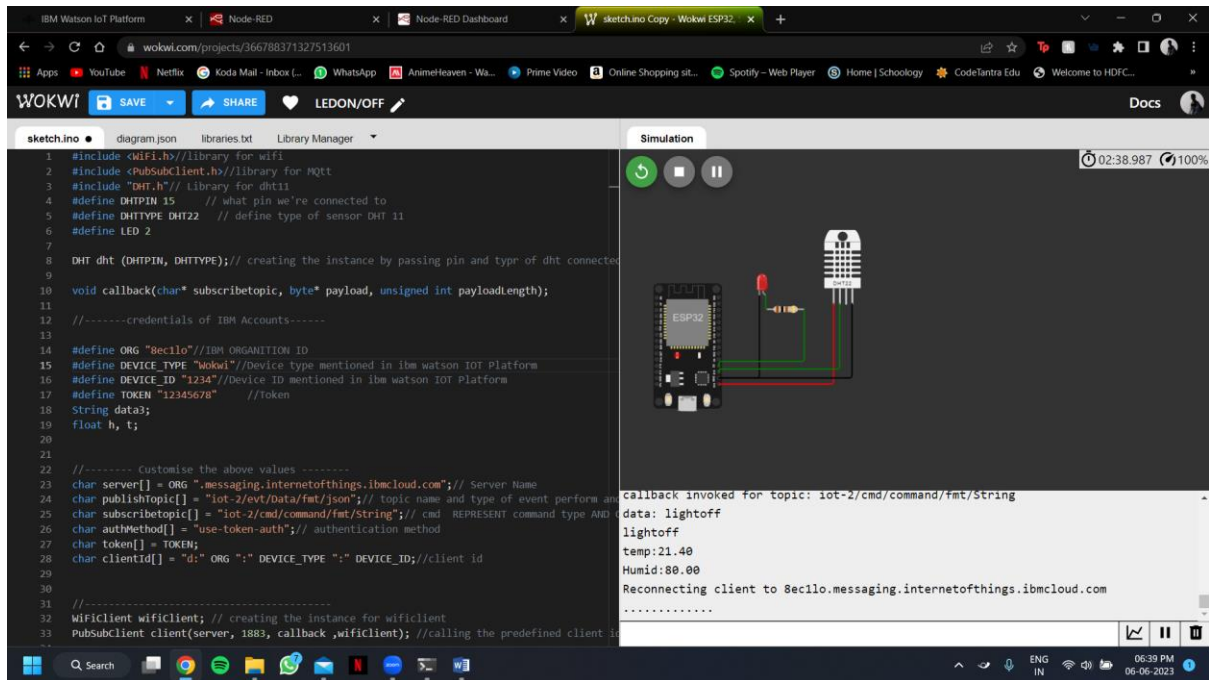 IBM Watson IoT Platform
Node-RED
Node-RED Dashboard
sketch.ino Copy - Wokwi ESP32,
wokwi.com/projects/366788371327513601
Apps YouTube Netflix Koda Mail - Inbox (... WhatsApp AnimeHeaven - Wa... Prime Video Online Shopping sit... Spotify – Web Player Home | Schoology CodeTantra Edu Welcome to HDFC...
WOKWI SAVE SHARE LEDON/OFF Docs
sketch.ino diagram.json libraries.txt Library Manager
1 #include <WiFi.h>//library for wifi
2 #include <PubSubClient.h>//library for MQtt
3 #include "DHT.h"// Library for dht11
4 #define DHTPIN 15 // what pin we're connected to
5 #define DHTTYPE DHT22 // define type of sensor DHT 11
6 #define LED 2
7
8 DHT dht (DHTPIN, DHTTYPE);// creating the instance by passing pin and typr of dht connected
9
10 void callback(char* subscribetopic, byte* payload, unsigned int payloadLength);
11
12 //-------credentials of IBM Accounts------
13
14 #define ORG "8ec1lo"//IBM ORGANITION ID
15 #define DEVICE_TYPE "Wokwi"//Device type mentioned in ibm watson IOT Platform
16 #define DEVICE_ID "1234"//Device ID mentioned in ibm watson IOT Platform
17 #define TOKEN "12345678" //Token
18 String data3;
19 float h, t;
20
21
22 //-------- Customise the above values --------
23 char server[] = ORG ".messaging.internetofthings.ibmcloud.com";// Server Name
24 char publishTopic[] = "iot-2/evt/Data/fmt/json";// topic name and type of event perform and
25 char subscribetopic[] = "iot-2/cmd/command/fmt/String";// cmd REPRESENT command type AND
26 char authMethod[] = "use-token-auth";// authentication method
27 char token[] = TOKEN;
28 char clientId[] = "d:" ORG ":" DEVICE_TYPE ":" DEVICE_ID;//client id
29
30
31 //-----------------------------------------
32 WiFiClient wifiClient; // creating the instance for wificlient
33 PubSubClient client(server, 1883, callback ,wifiClient); //calling the predefined client
Simulation
02:38.987 100%
DHT22
ESP32
callback invoked for topic: iot-2/cmd/command/fmt/String
data: lightoff
lightoff
temp:21.40
Humid:80.00
Reconnecting client to 8ec1lo.messaging.internetofthings.ibmcloud.com
.............
Search
ENG
IN
06:39 PM
06-06-2023